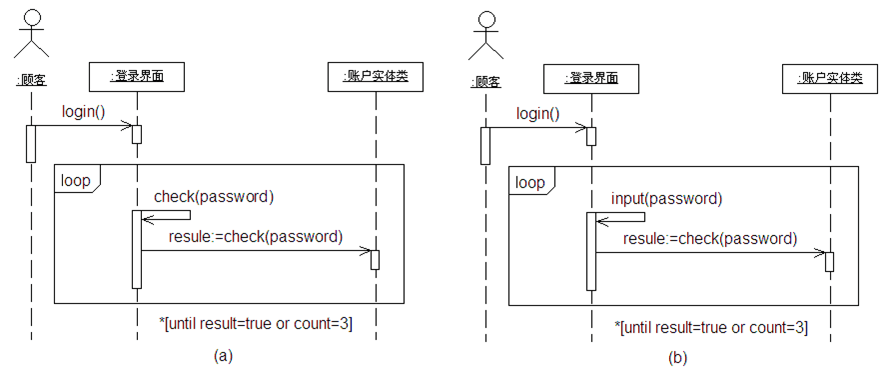 :顾客
:登录界面
:账户实体类
login()
loop
check(password)
resule:=check(password)
*[until result=true or count=3]
(a)
:顾客
:登录界面
:账户实体类
login()
loop
input(password)
resule:=check(password)
*[until result=true or count=3]
(b)